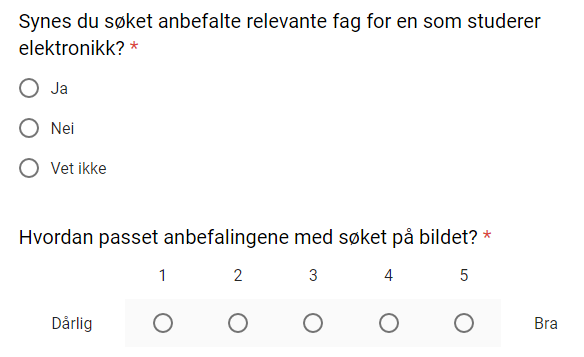 Synes du søket anbefalte relevante fag for en som studerer
elektronikk? *
Ja
Nei
Vet ikke
Hvordan passet anbefalingene med søket på bildet? *
1 2 3 4 5
Dårlig Bra